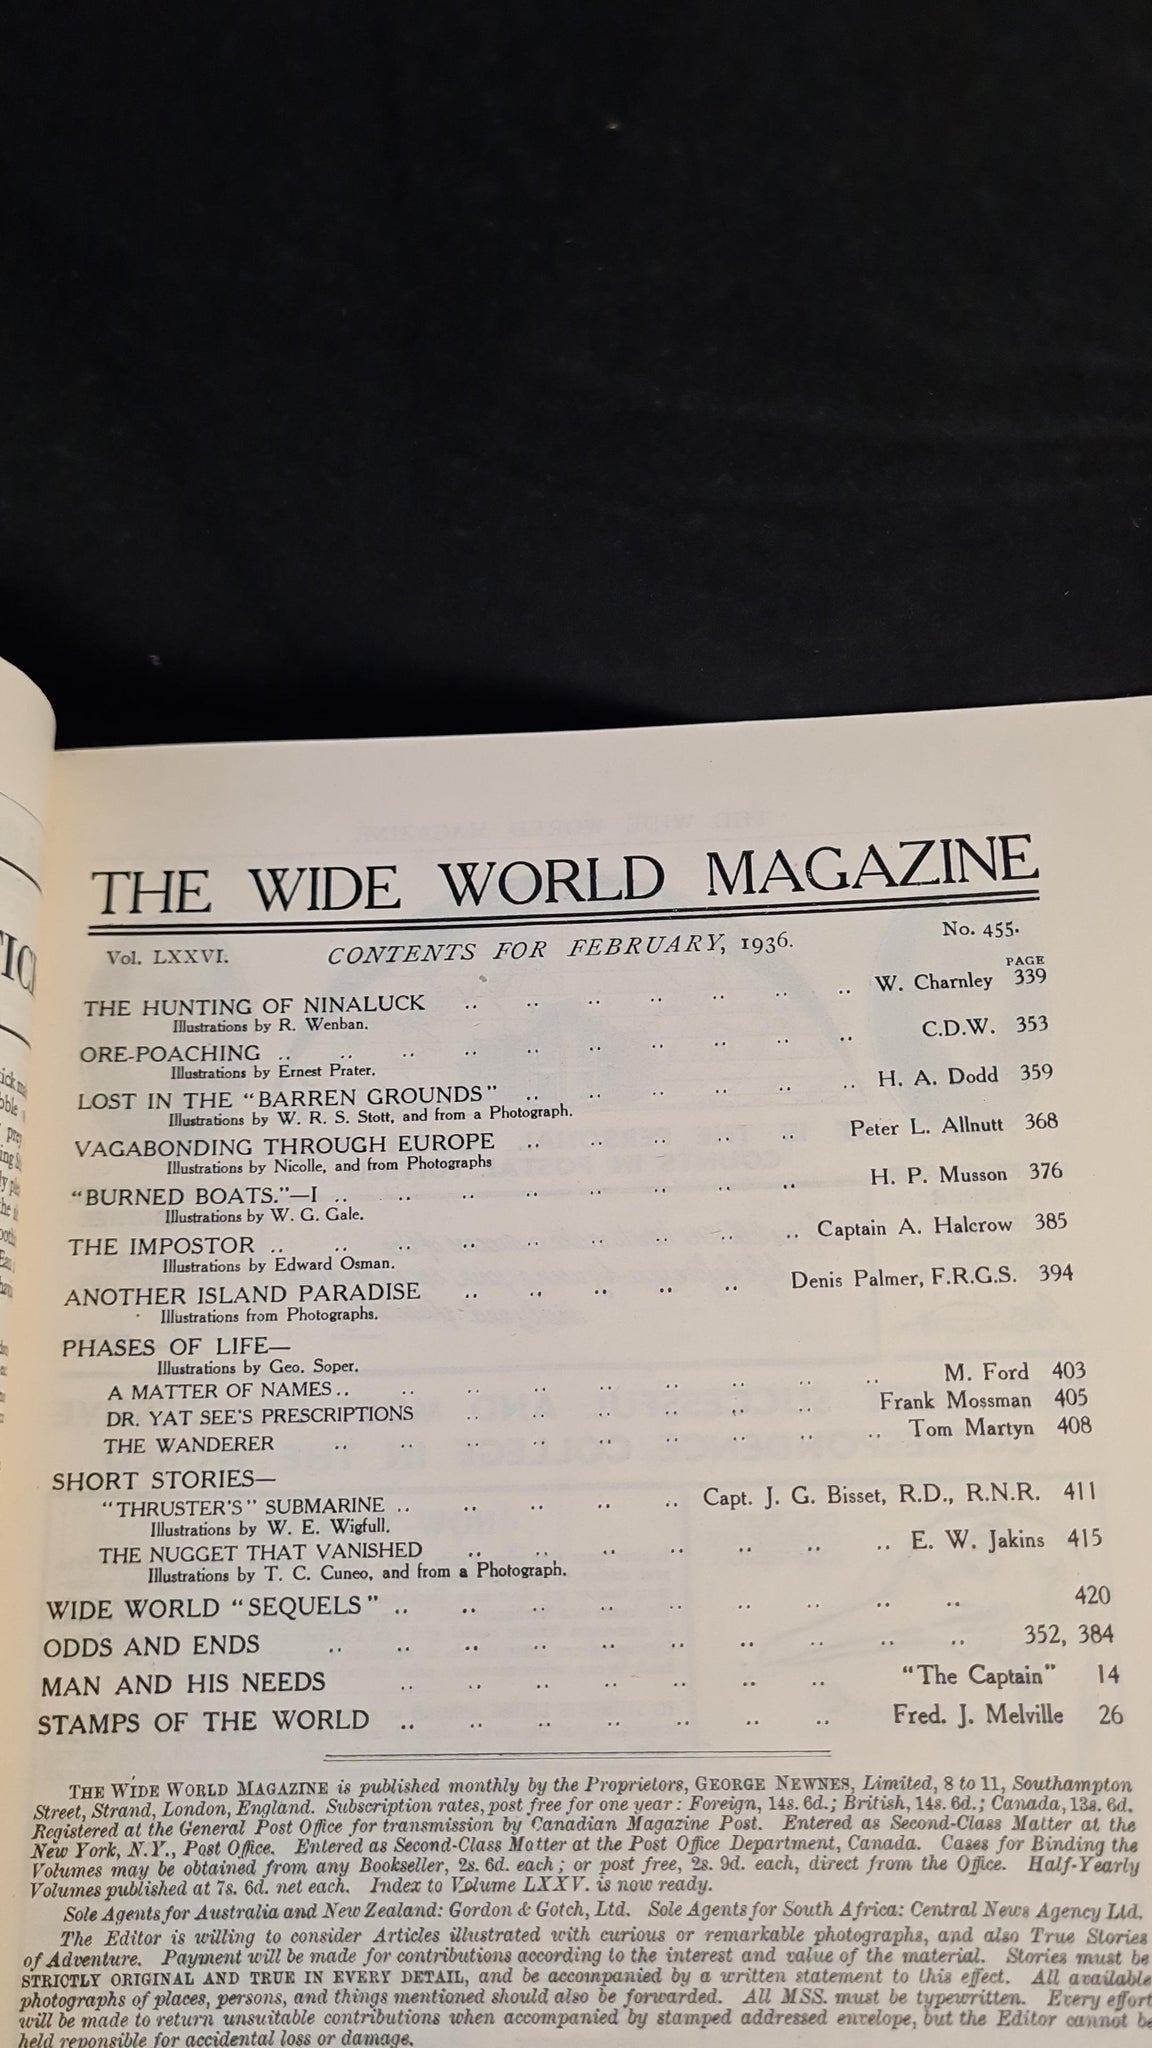 THE WIDE WORLD MAGAZINE
Vol. LXXVI. CONTENTS FOR FEBRUARY, 1936. No. 455.
PAGE
THE HUNTING OF NINALUCK .. .. .. .. .. .. .. W. Charnley 339
Illustrations by R. Wenban.
ORE-POACHING .. .. .. .. .. .. .. .. .. .. C.D.W. 353
Illustrations by Ernest Prater.
LOST IN THE "BARREN GROUNDS" .. .. .. .. .. .. H. A. Dodd 359
Illustrations by W. R. S. Stott, and from a Photograph.
VAGABONDING THROUGH EUROPE .. .. .. .. .. Peter L. Allnutt 368
Illustrations by Nicolle, and from Photographs
"BURNED BOATS."—I .. .. .. .. .. .. .. .. H. P. Musson 376
Illustrations by W. G. Gale.
THE IMPOSTOR .. .. .. .. .. .. .. .. .. Captain A. Halcrow 385
Illustrations by Edward Osman.
ANOTHER ISLAND PARADISE .. .. .. .. .. Denis Palmer, F.R.G.S. 394
Illustrations from Photographs.
PHASES OF LIFE—
Illustrations by Geo. Soper.
A MATTER OF NAMES .. .. .. .. .. .. .. .. .. M. Ford 403
DR. YAT SEE'S PRESCRIPTIONS .. .. .. .. .. .. Frank Mossman 405
THE WANDERER .. .. .. .. .. .. .. .. .. Tom Martyn 408
SHORT STORIES—
"THRUSTER'S" SUBMARINE .. .. .. .. .. Capt. J. G. Bisset, R.D., R.N.R. 411
Illustrations by W. E. Wigfull.
THE NUGGET THAT VANISHED .. .. .. .. .. .. .. E. W. Jakins 415
Illustrations by T. C. Cuneo, and from a Photograph.
WIDE WORLD "SEQUELS" .. .. .. .. .. .. .. .. .. 420
ODDS AND ENDS .. .. .. .. .. .. .. .. .. .. 352, 384
MAN AND HIS NEEDS .. .. .. .. .. .. .. "The Captain" 14
STAMPS OF THE WORLD .. .. .. .. .. .. .. Fred. J. Melville 26
THE WIDE WORLD MAGAZINE is published monthly by the Proprietors, GEORGE NEWNES, Limited, 8 to 11, Southampton
Street, Strand, London, England. Subscription rates, post free for one year: Foreign, 14s. 6d.; British, 14s. 6d.; Canada, 13s. 6d.
Registered at the General Post Office for transmission by Canadian Magazine Post. Entered as Second-Class Matter at the
New York, N.Y., Post Office. Entered as Second-Class Matter at the Post Office Department, Canada. Cases for Binding the
Volumes may be obtained from any Bookseller, 2s. 6d. each; or post free, 2s. 9d. each, direct from the Office. Half-Yearly
Volumes published at 7s. 6d. net each. Index to Volume LXXV. is now ready.
Sole Agents for Australia and New Zealand: Gordon & Gotch, Ltd. Sole Agents for South Africa: Central News Agency Ltd.
The Editor is willing to consider Articles illustrated with curious or remarkable photographs, and also True Stories
of Adventure. Payment will be made for contributions according to the interest and value of the material. Stories must be
STRICTLY ORIGINAL AND TRUE IN EVERY DETAIL, and be accompanied by a written statement to this effect. All available
photographs of places, persons, and things mentioned should also be forwarded. All MSS. must be typewritten. Every effort
will be made to return unsuitable contributions when accompanied by stamped addressed envelope, but the Editor cannot be
held reponsible for accidental loss or damage.